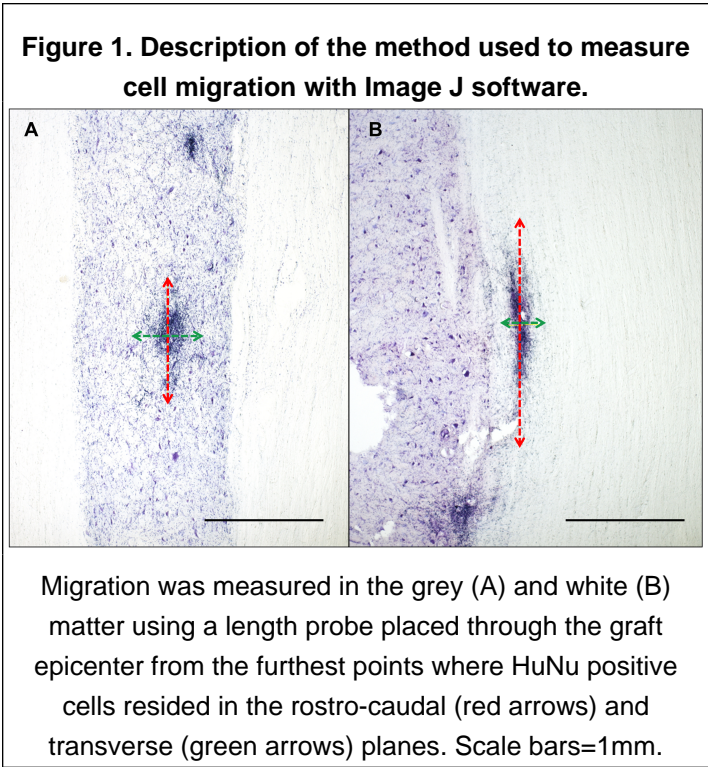 Figure 1. Description of the method used to measure
cell migration with Image J software.
A
B
Migration was measured in the grey (A) and white (B)
matter using a length probe placed through the graft
epicenter from the furthest points where HuNu positive
cells resided in the rostro-caudal (red arrows) and
transverse (green arrows) planes. Scale bars=1mm.